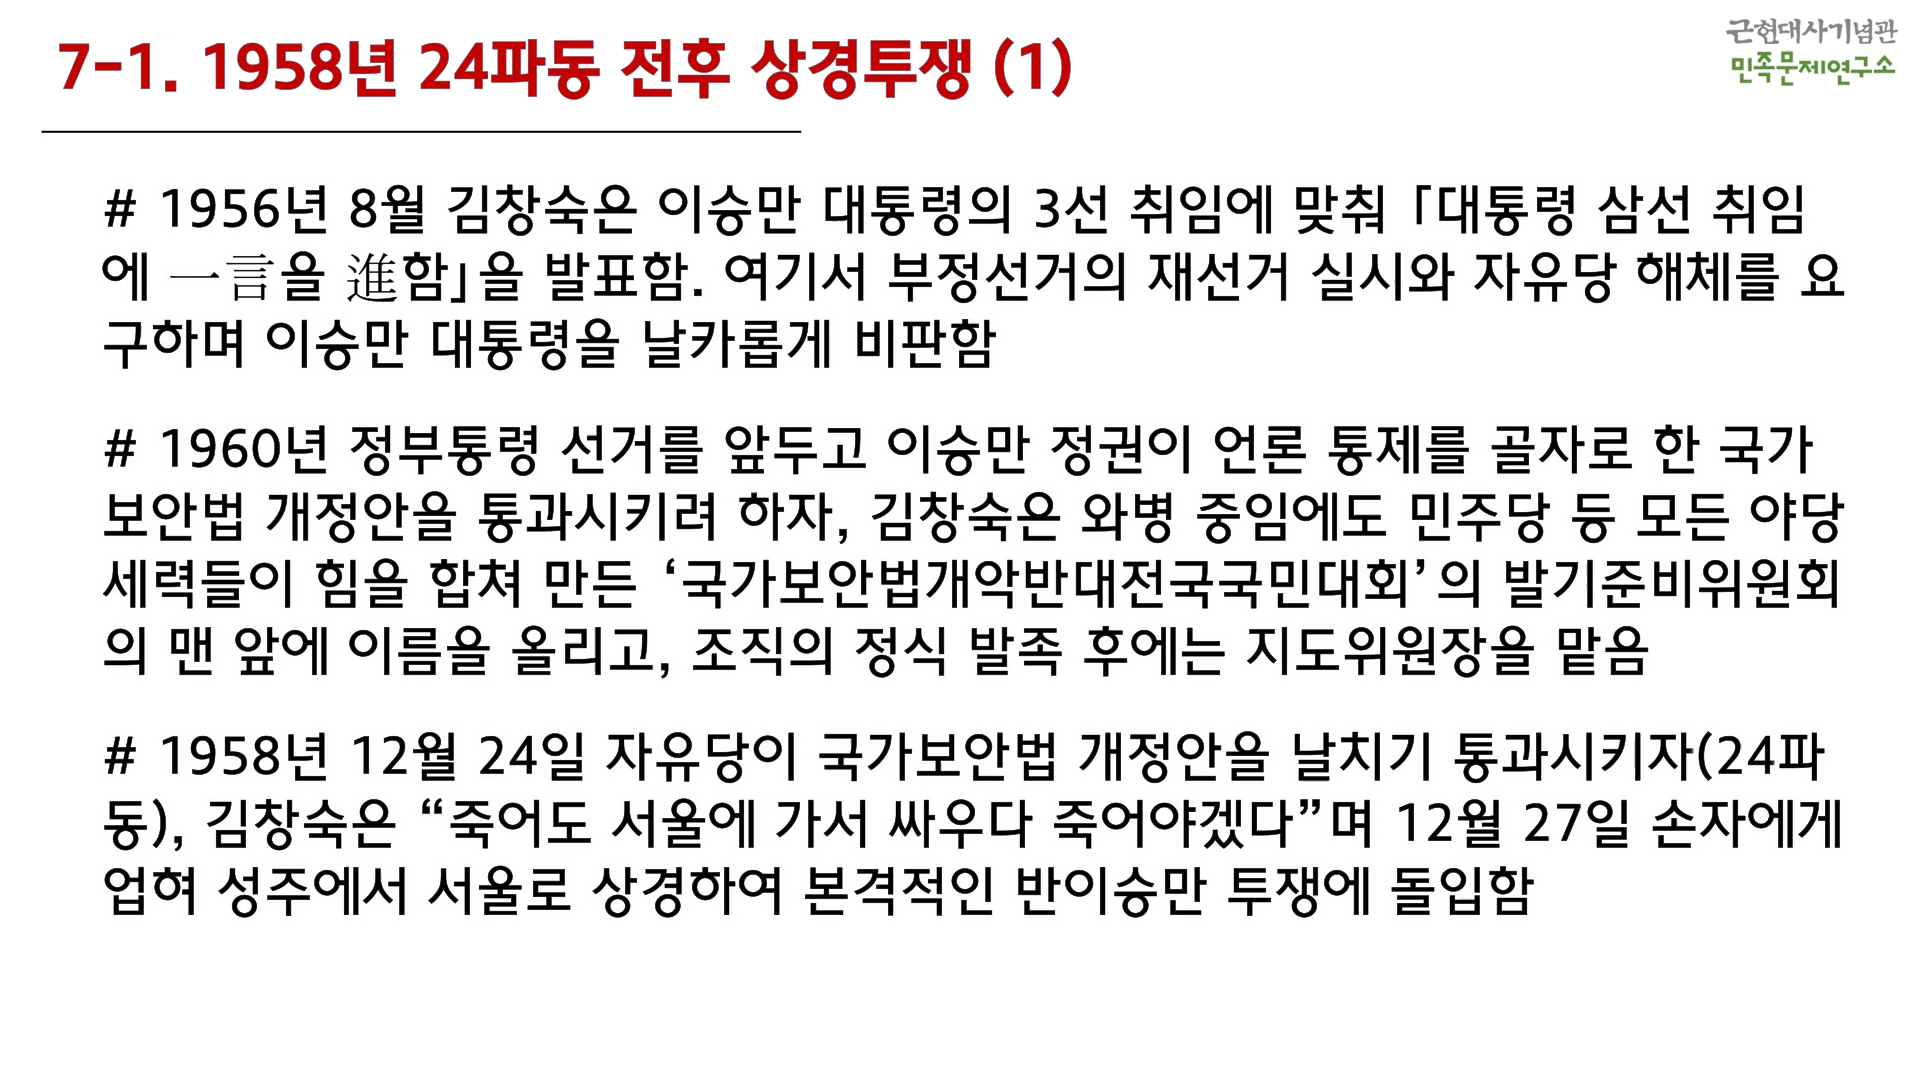 7-1. 1958년 24파동 전후 상경투쟁 (1)
근현대사기념관
민족문제연구소
# 1956년 8월 김창숙은 이승만 대통령의 3선 취임에 맞춰 「대통령 삼선 취임
에 一言을 進함」을 발표함. 여기서 부정선거의 재선거 실시와 자유당 해체를 요
구하며 이승만 대통령을 날카롭게 비판함
# 1960년 정부통령 선거를 앞두고 이승만 정권이 언론 통제를 골자로 한 국가
보안법 개정안을 통과시키려 하자, 김창숙은 와병 중임에도 민주당 등 모든 야당
세력들이 힘을 합쳐 만든 ‘국가보안법개악반대전국국민대회’의 발기준비위원회
의 맨 앞에 이름을 올리고, 조직의 정식 발족 후에는 지도위원장을 맡음
# 1958년 12월 24일 자유당이 국가보안법 개정안을 날치기 통과시키자(24파
동), 김창숙은 “죽어도 서울에 가서 싸우다 죽어야겠다”며 12월 27일 손자에게
업혀 성주에서 서울로 상경하여 본격적인 반이승만 투쟁에 돌입함